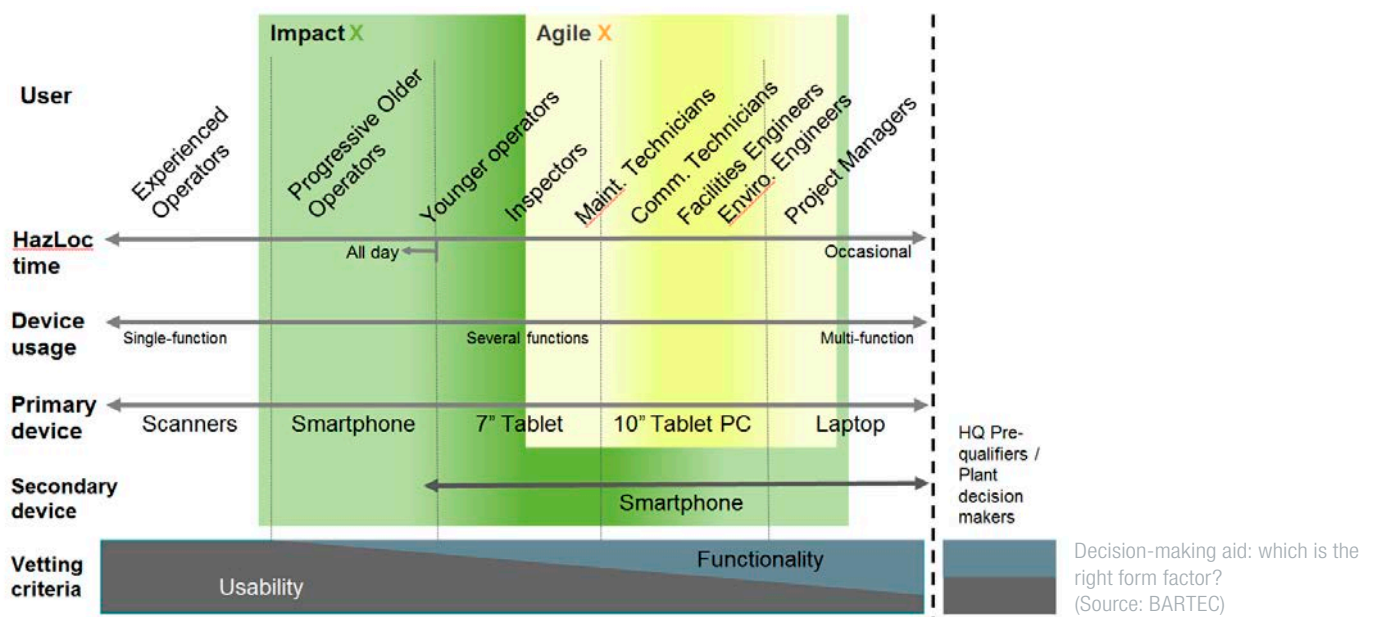 Impact X
Agile X
User
Experienced
Operators
Progressive Older
Operators
Younger operators
Inspectors
Maint. Technicians
Comm. Technicians
Facilities Engineers
Enviro. Engineers
Project Managers
HazLoc
time
All day
Occasional
Device
usage
Single-function
Several functions
Multi-function
Primary
device
Scanners
Smartphone
7” Tablet
10” Tablet PC
Laptop
HQ Pre-
qualifiers /
Plant
decision
makers
Secondary
device
Smartphone
Vetting
criteria
Usability
Functionality
Decision-making aid: which is the
right form factor?
(Source: BARTEC)